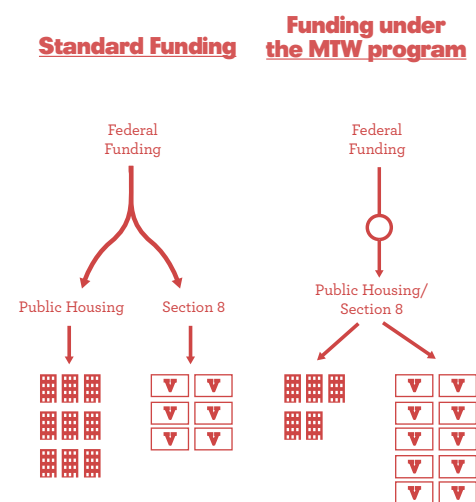 Standard Funding
Funding under
the MTW program
Federal
Funding
Federal
Funding
Public Housing
Section 8
Public Housing/
Section 8
V V
V V
V V
V V
V V
V V
V V
V V